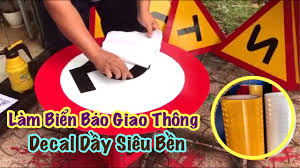 Làm Biển Báo Giao Thông
Decal Dầy Siêu Bền